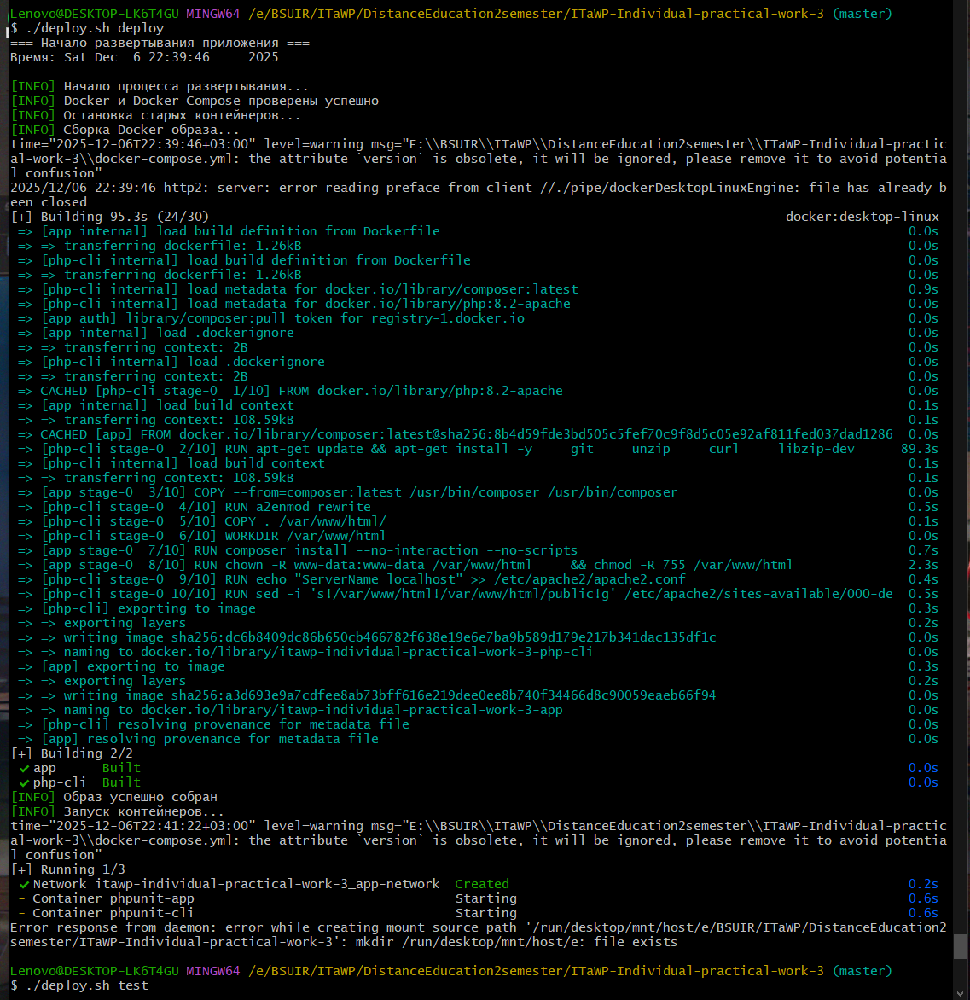 Lenovo@DESKTOP-LK6T4GU MINGW64 /e/BSUIR/ITaWP/DistanceEducation2semester/ITaWP-Individual-practical-work-3 (master)
$ ./deploy.sh deploy
=== Начало развертывания приложения ===
Время: Sat Dec  6 22:39:46     2025

[INFO] Начало процесса развертывания...
[INFO] Docker и Docker Compose проверены успешно
[INFO] Остановка старых контейнеров...
[INFO] Сборка Docker образа...
time="2025-12-06T22:39:46+03:00" level=warning msg="E:\\BSUIR\\ITaWP\\DistanceEducation2semester\\ITaWP-Individual-practic
al-work-3\\docker-compose.yml: the attribute `version` is obsolete, it will be ignored, please remove it to avoid potentia
l confusion"
2025/12/06 22:39:46 http2: server: error reading preface from client //./pipe/dockerDesktopLinuxEngine: file has already b
een closed
[+] Building 95.3s (24/30) docker:desktop-linux
=> [app internal] load build definition from Dockerfile 0.0s
=> => transferring dockerfile: 1.26kB 0.0s
=> [php-cli internal] load build definition from Dockerfile 0.0s
=> => transferring dockerfile: 1.26kB 0.0s
=> [php-cli internal] load metadata for docker.io/library/composer:latest 0.9s
=> [php-cli internal] load metadata for docker.io/library/php:8.2-apache 0.0s
=> [app auth] library/composer:pull token for registry-1.docker.io 0.0s
=> [app internal] load .dockerignore 0.0s
=> => transferring context: 2B 0.0s
=> [php-cli internal] load .dockerignore 0.0s
=> => transferring context: 2B 0.0s
=> CACHED [php-cli stage-0  1/10] FROM docker.io/library/php:8.2-apache 0.0s
=> [app internal] load build context 0.1s
=> => transferring context: 108.59kB 0.1s
=> CACHED [app] FROM docker.io/library/composer:latest@sha256:8b4d59fde3bd505c5fef70c9f8d5c05e92af811fed037dad1286 0.0s
=> [php-cli stage-0  2/10] RUN apt-get update && apt-get install -y     git     unzip     curl     libzip-dev 89.3s
=> [php-cli internal] load build context 0.1s
=> => transferring context: 108.59kB 0.1s
=> [app stage-0  3/10] COPY --from=composer:latest /usr/bin/composer /usr/bin/composer 0.0s
=> [php-cli stage-0  4/10] RUN a2enmod rewrite 0.5s
=> [php-cli stage-0  5/10] COPY . /var/www/html/ 0.1s
=> [php-cli stage-0  6/10] WORKDIR /var/www/html 0.0s
=> [app stage-0  7/10] RUN composer install --no-interaction --no-scripts 0.7s
=> [app stage-0  8/10] RUN chown -R www-data:www-data /var/www/html     && chmod -R 755 /var/www/html 2.3s
=> [php-cli stage-0  9/10] RUN echo "ServerName localhost" >> /etc/apache2/apache2.conf 0.4s
=> [php-cli stage-0 10/10] RUN sed -i 's!/var/www/html!/var/www/html/public!g' /etc/apache2/sites-available/000-de 0.5s
=> [php-cli] exporting to image 0.3s
=> => exporting layers 0.2s
=> => writing image sha256:dc6b8409dc86b650cb466782f638e19e6e7ba9b589d179e217b341dac135df1c 0.0s
=> => naming to docker.io/library/itawp-individual-practical-work-3-php-cli 0.0s
=> [app] exporting to image 0.3s
=> => exporting layers 0.2s
=> => writing image sha256:a3d693e9a7cdfee8ab73bff616e219dee0ee8b740f34466d8c90059eaeb66f94 0.0s
=> => naming to docker.io/library/itawp-individual-practical-work-3-app 0.0s
=> [php-cli] resolving provenance for metadata file 0.0s
=> [app] resolving provenance for metadata file 0.0s
[+] Building 2/2
✔ app      Built 0.0s
✔ php-cli  Built 0.0s
[INFO] Образ успешно собран
[INFO] Запуск контейнеров...
time="2025-12-06T22:41:22+03:00" level=warning msg="E:\\BSUIR\\ITaWP\\DistanceEducation2semester\\ITaWP-Individual-practic
al-work-3\\docker-compose.yml: the attribute `version` is obsolete, it will be ignored, please remove it to avoid potentia
l confusion"
[+] Running 1/3
✔ Network itawp-individual-practical-work-3_app-network  Created 0.2s
- Container phpunit-app Starting 0.6s
- Container phpunit-cli Starting 0.6s
Error response from daemon: error while creating mount source path '/run/desktop/mnt/host/e/BSUIR/ITaWP/DistanceEducation2
semester/ITaWP-Individual-practical-work-3': mkdir /run/desktop/mnt/host/e: file exists

Lenovo@DESKTOP-LK6T4GU MINGW64 /e/BSUIR/ITaWP/DistanceEducation2semester/ITaWP-Individual-practical-work-3 (master)
$ ./deploy.sh test